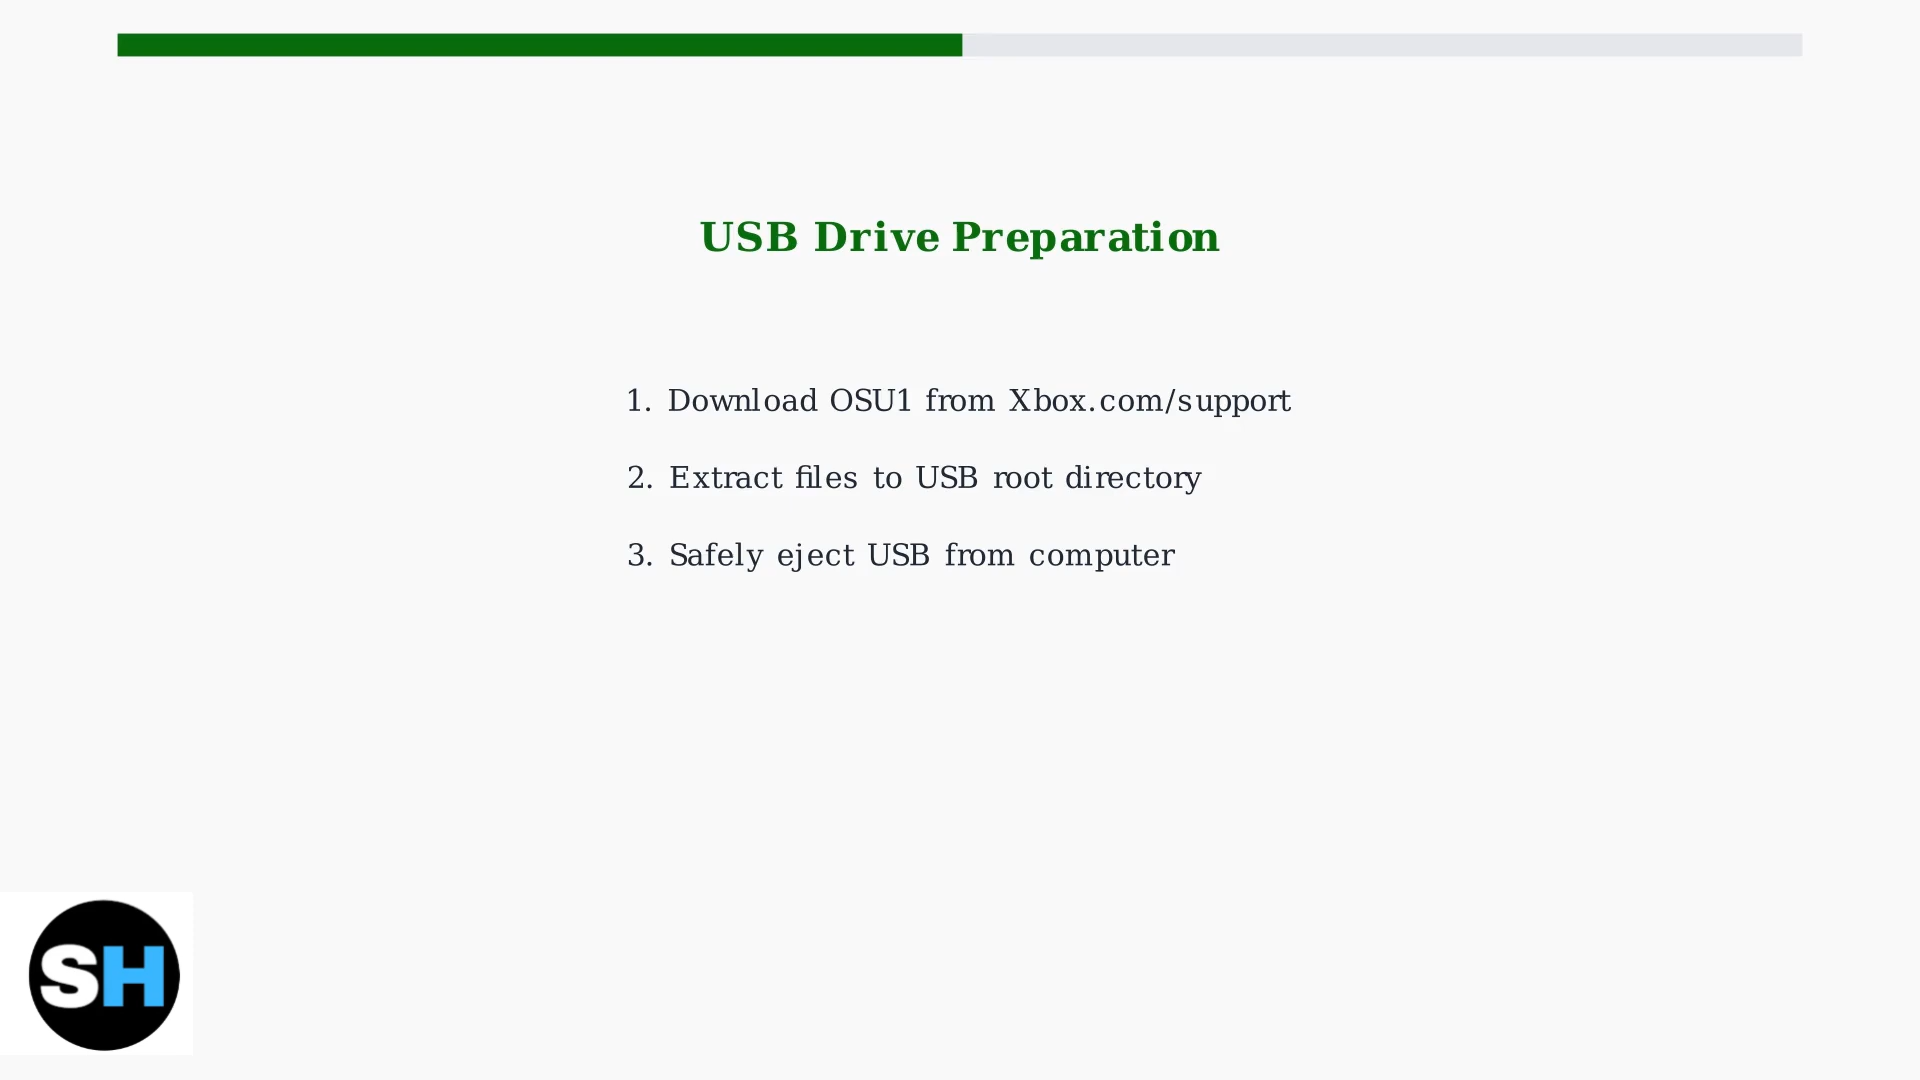 USB Drive Preparation
1. Download OSU1 from Xbox.com/support
2. Extract files to USB root directory
3. Safely eject USB from computer
SH